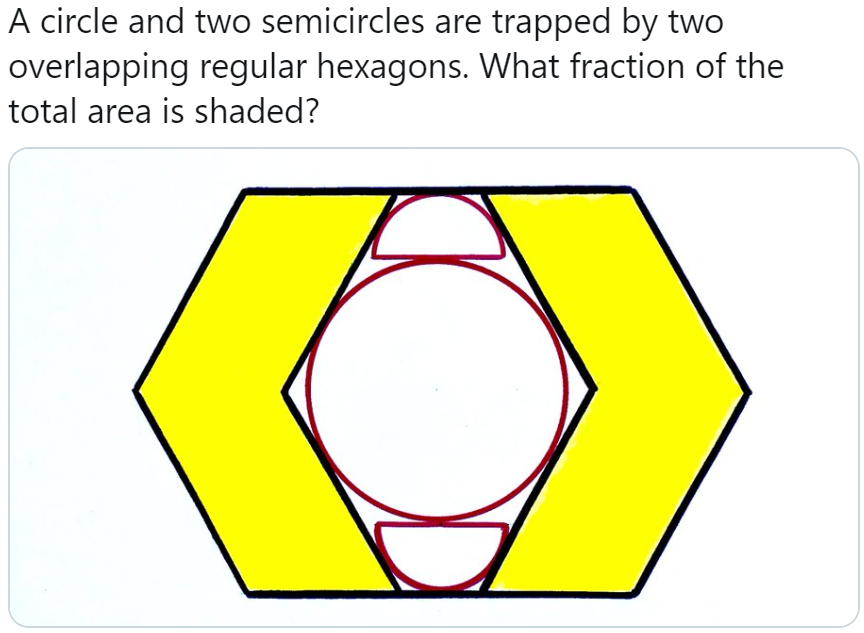 A circle and two semicircles are trapped by two
overlapping regular hexagons. What fraction of the
total area is shaded?